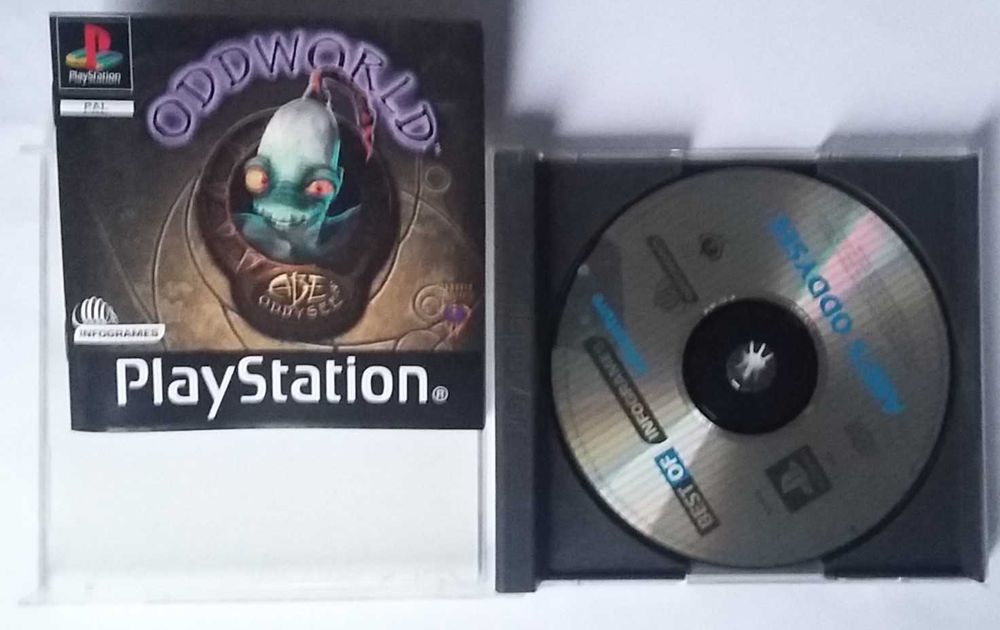 PlayStation
PAL
ODDWORLD
ABE
ODDYSEE
INFOGRAMES
PlayStation®
ABE'S ODDYSEE
BEST OF INFOGRAMES